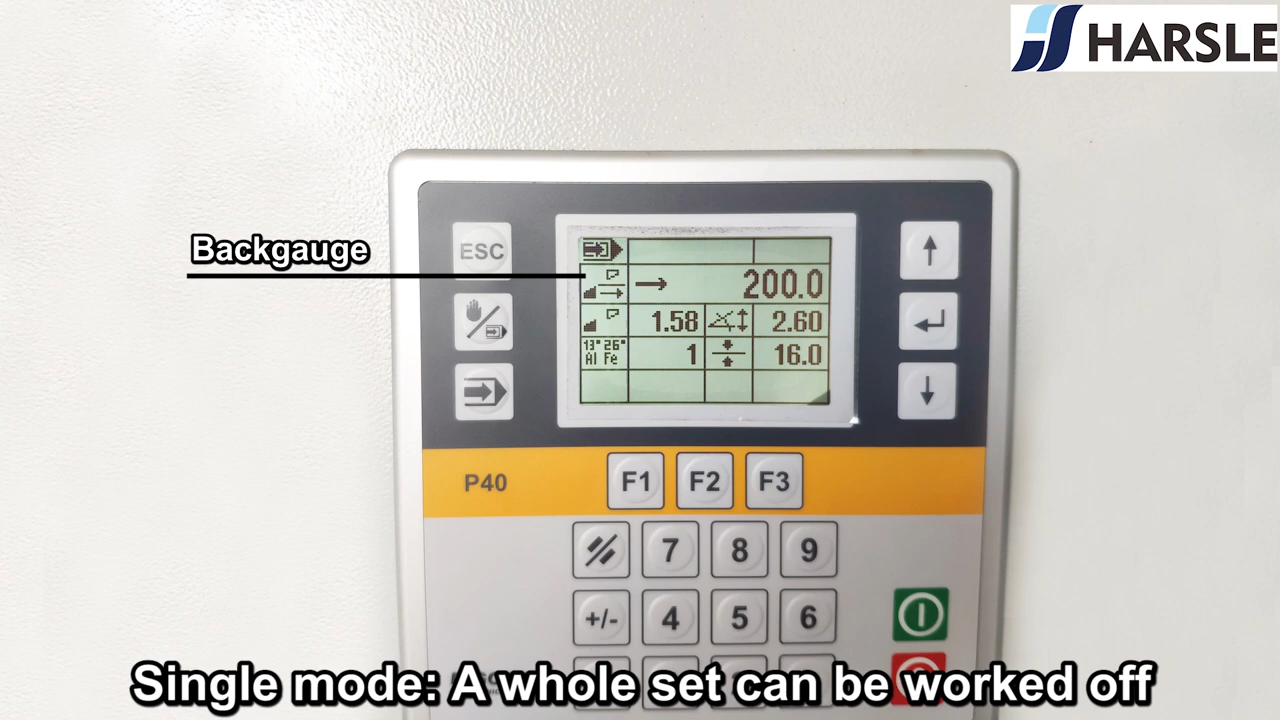 HARSLE
Backgauge
ESC
200.0
1.58 2.60
13° 26° 
Al Fe 1 16.0
P40 F1 F2 F3
7 8 9
+/- 4 5 6
Single mode: A whole set can be worked off